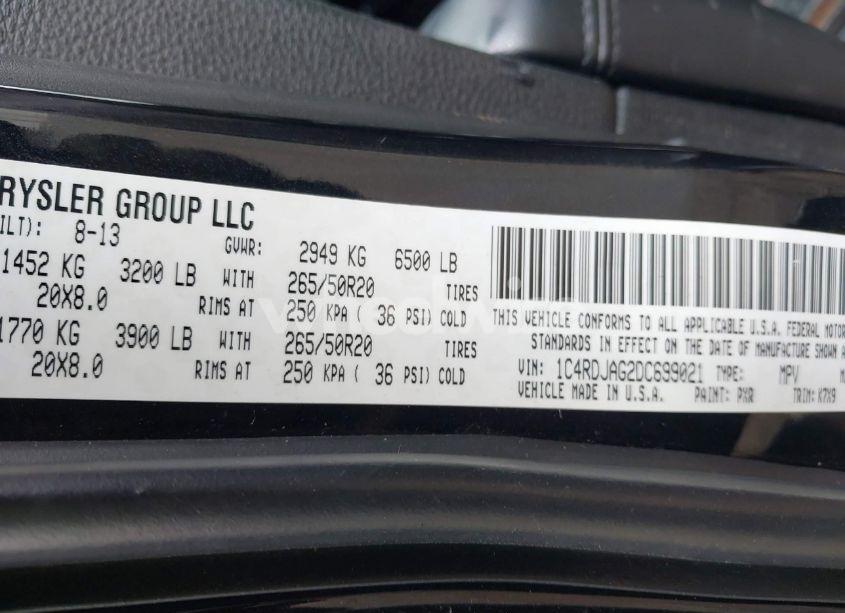 RYSLER GROUP LLC
ILT): 8-13 GVWR: 2949 KG 6500 LB
1452 KG 3200 LB WITH 265/50R20 TIRES
20X8.0 RIMS AT 250 KPA ( 36 PSI) COLD
1770 KG 3900 LB WITH 265/50R20 TIRES
20X8.0 RIMS AT 250 KPA ( 36 PSI) COLD
THIS VEHICLE CONFORMS TO ALL APPLICABLE U.S.A. FEDERAL MOTOR
STANDARDS IN EFFECT ON THE DATE OF MANUFACTURE SHOWN A
VIN: 1C4RDJAG2DC699021 TYPE: MPV
VEHICLE MADE IN U.S.A. PAINT: PXR TRIM: K7X9